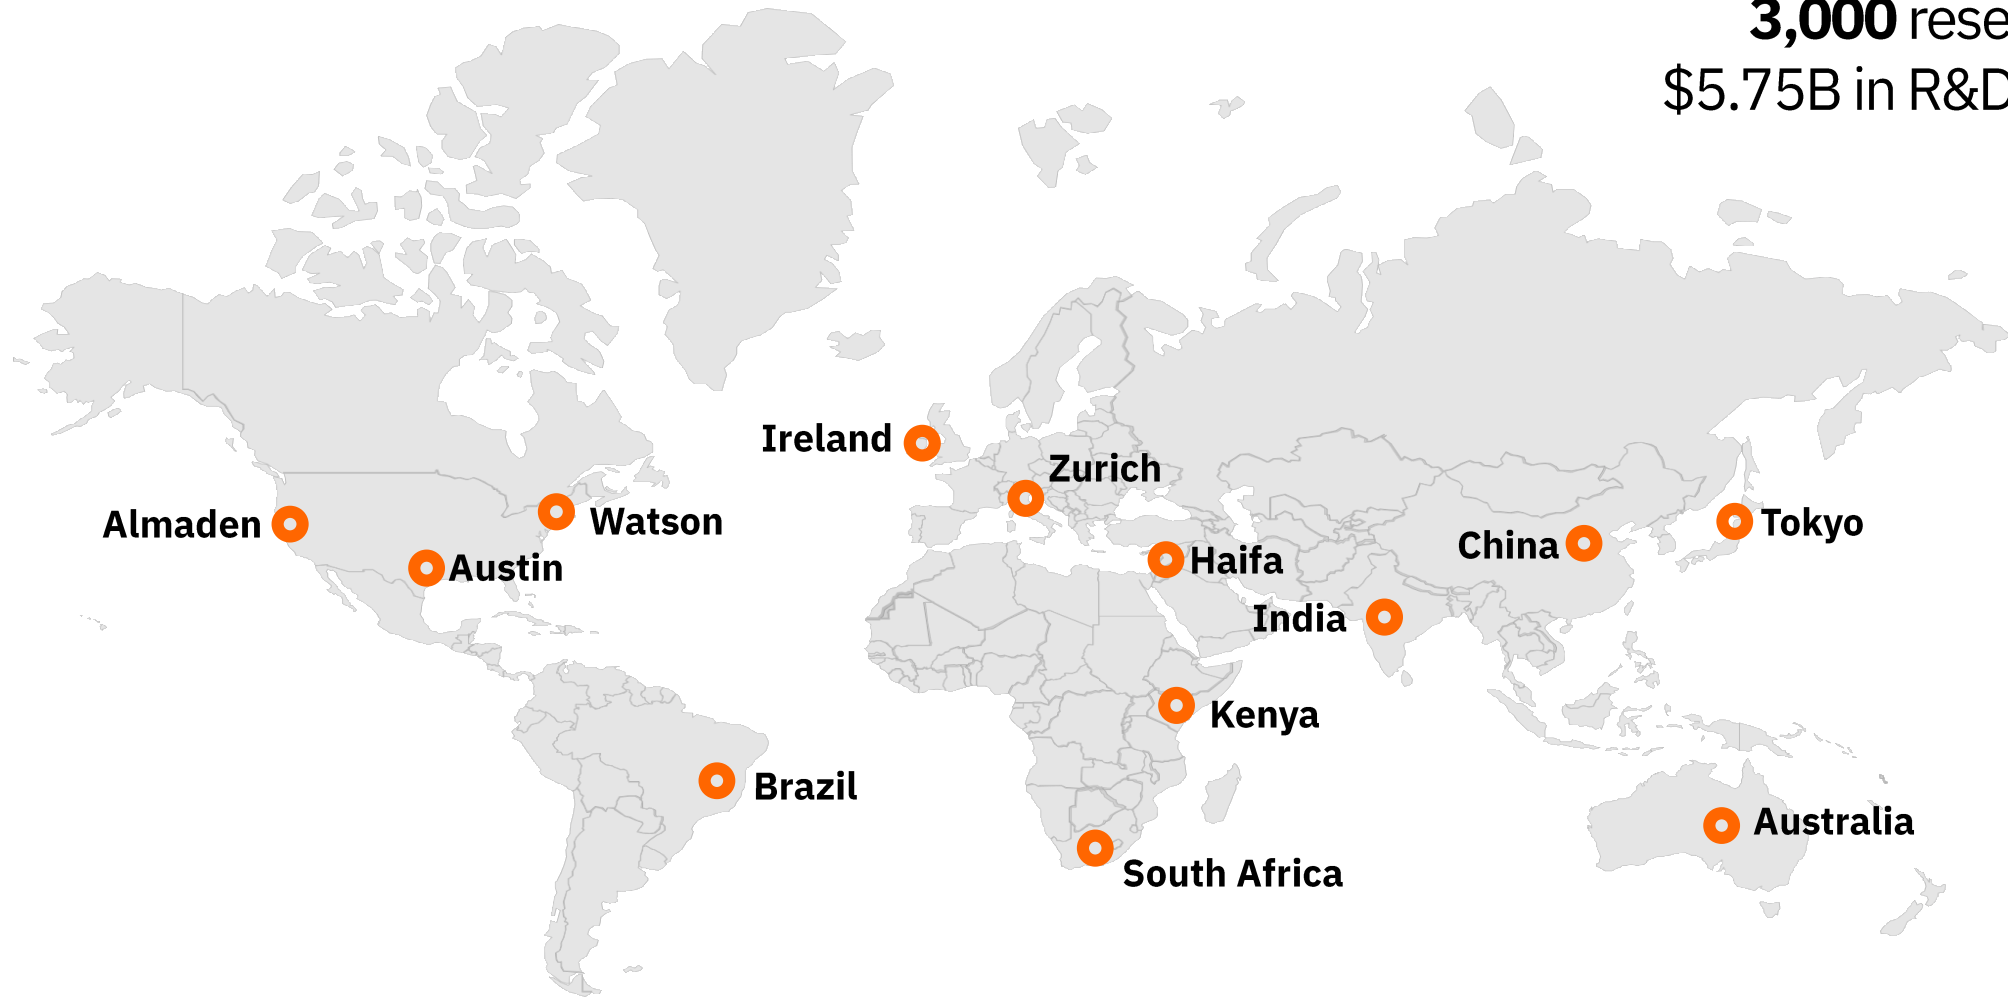 3,000 rese
$5.75B in R&D
Ireland
Zurich
Almaden
Watson
Austin
Haifa
China
Tokyo
India
Kenya
Brazil
Australia
South Africa